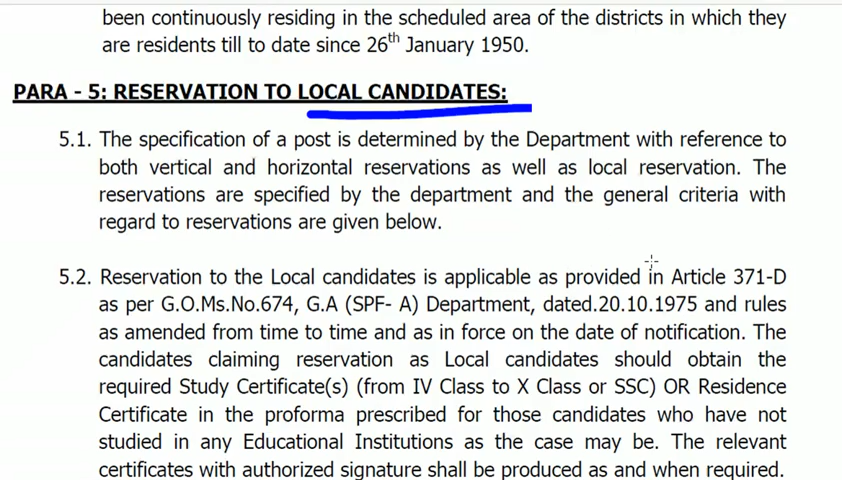 been continuously residing in the scheduled area of the districts in which they
are residents till to date since 26th January 1950.
PARA - 5: RESERVATION TO LOCAL CANDIDATES:
5.1. The specification of a post is determined by the Department with reference to
both vertical and horizontal reservations as well as local reservation. The
reservations are specified by the department and the general criteria with
regard to reservations are given below.
5.2. Reservation to the Local candidates is applicable as provided in Article 371-D
as per G.O.Ms.No.674, G.A (SPF- A) Department, dated.20.10.1975 and rules
as amended from time to time and as in force on the date of notification. The
candidates claiming reservation as Local candidates should obtain the
required Study Certificate(s) (from IV Class to X Class or SSC) OR Residence
Certificate in the proforma prescribed for those candidates who have not
studied in any Educational Institutions as the case may be. The relevant
certificates with authorized signature shall be produced as and when required.